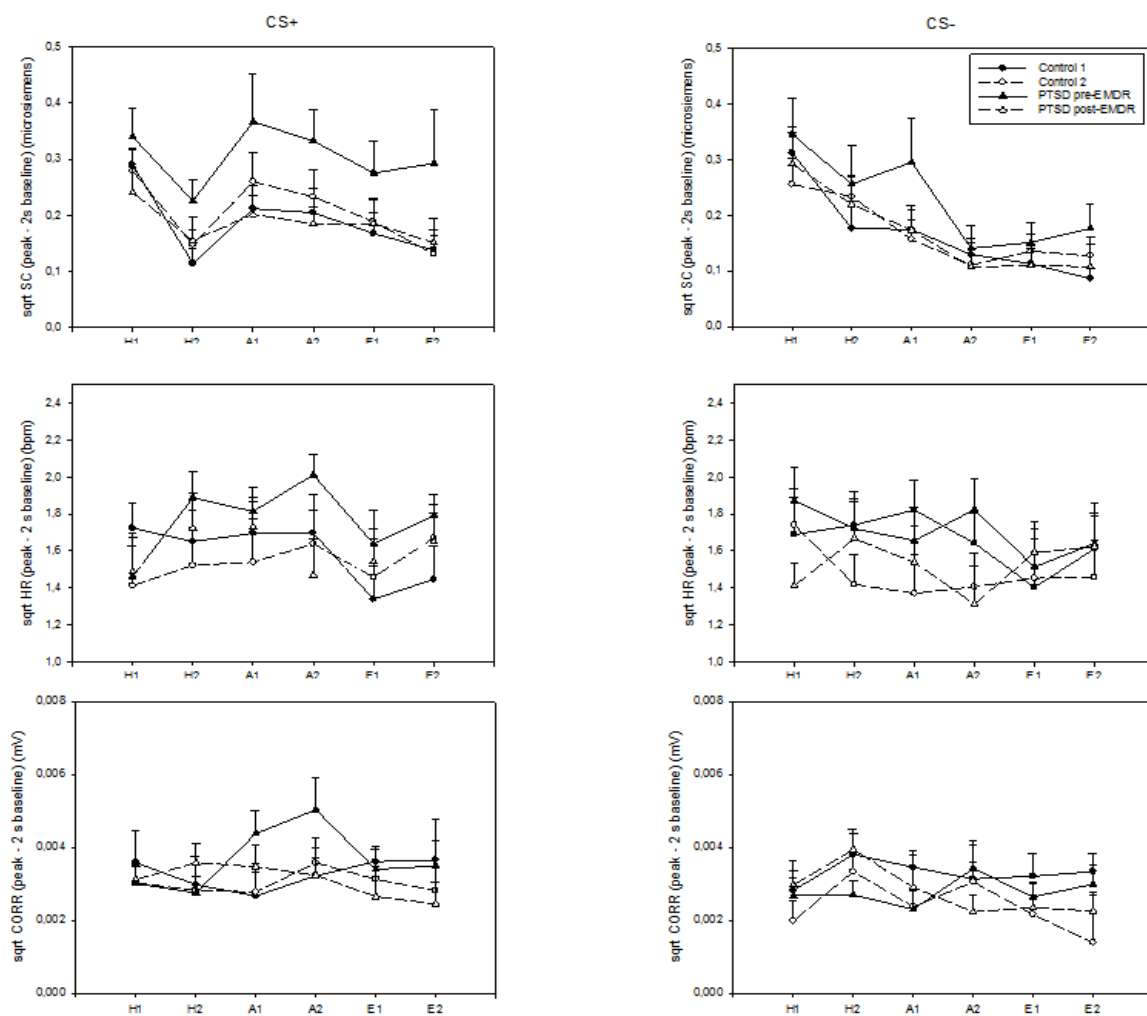 CS+
CS-
sqrt SC (peak - 2s baseline) (microsiemens)
0,5
0,4
0,3
0,2
0,1
0,0
H1 H2 A1 A2 E1 E2
sqrt SC (peak - 2s baseline) (microsiemens)
0,5
0,4
0,3
0,2
0,1
0,0
H1 H2 A1 A2 E1 E2
Control 1
Control 2
PTSD pre-EMDR
PTSD post-EMDR
sqrt HR (peak - 2 s baseline) (bpm)
2,4
2,2
2,0
1,8
1,6
1,4
1,2
1,0
H1 H2 A1 A2 E1 E2
sqrt HR (peak - 2 s baseline) (bpm)
2,4
2,2
2,0
1,8
1,6
1,4
1,2
1,0
H1 H2 A1 A2 E1 E2
sqrt CORR (peak - 2 s baseline) (mV)
0,008
0,006
0,004
0,002
0,000
H1 H2 A1 A2 E1 E2
sqrt CORR (peak - 2 s baseline) (mV)
0,008
0,006
0,004
0,002
0,000
H1 H2 A1 A2 E1 E2